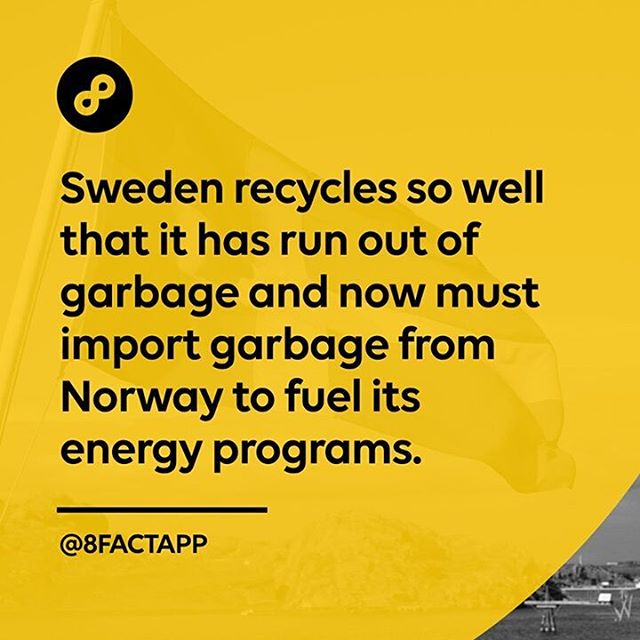 Sweden recycles so well
that it has run out of
garbage and now must
import garbage from
Norway to fuel its
energy programs.
@8FACTAPP